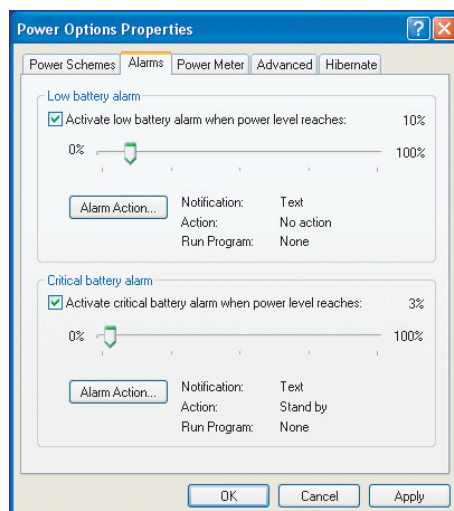 Power Options Properties
Power Schemes Alarms Power Meter Advanced Hibernate
Low battery alarm
Activate low battery alarm when power level reaches: 10%
0% 100%
Alarm Action... Notification: Text
Action: No action
Run Program: None
Critical battery alarm
Activate critical battery alarm when power level reaches: 3%
0% 100%
Alarm Action... Notification: Text
Action: Stand by
Run Program: None
OK Cancel Apply